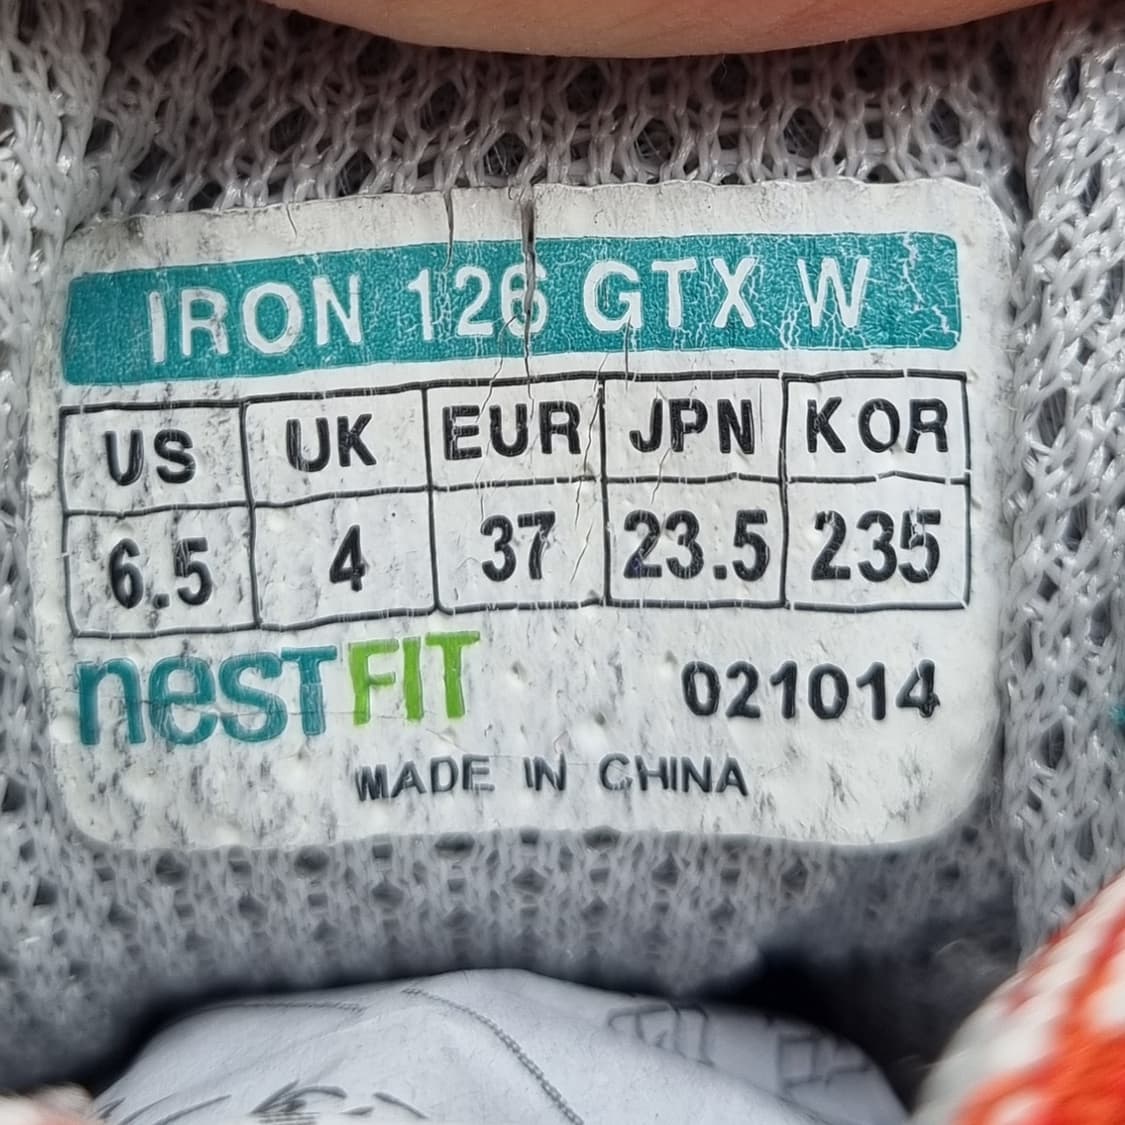 IRON 126 GTX W
US UK EUR JPN KOR
6.5 4 37 23.5 235
nesTFIT 021014
MADE IN CHINA